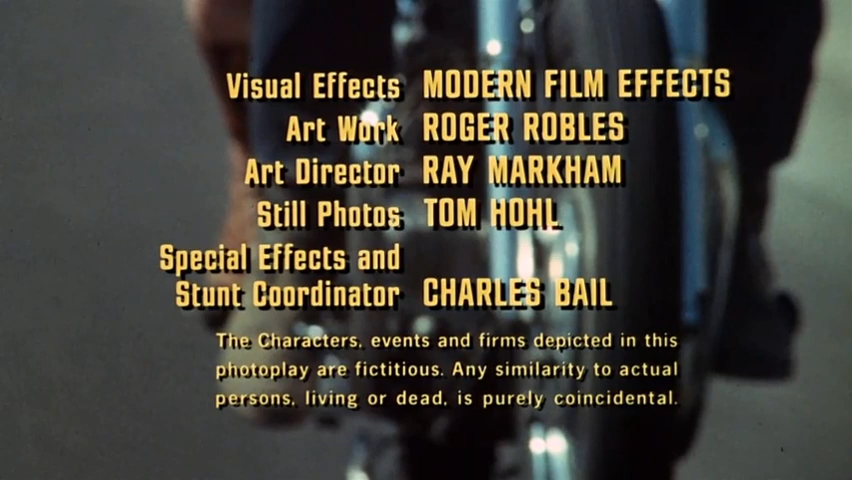 Visual Effects MODERN FILM EFFECTS
Art Work ROGER ROBLES
Art Director RAY MARKHAM
Still Photos TOM HOHL
Special Effects and
Stunt Coordinator CHARLES BAIL
The Characters, events and firms depicted in this
photoplay are fictitious. Any similarity to actual
persons, living or dead, is purely coincidental.